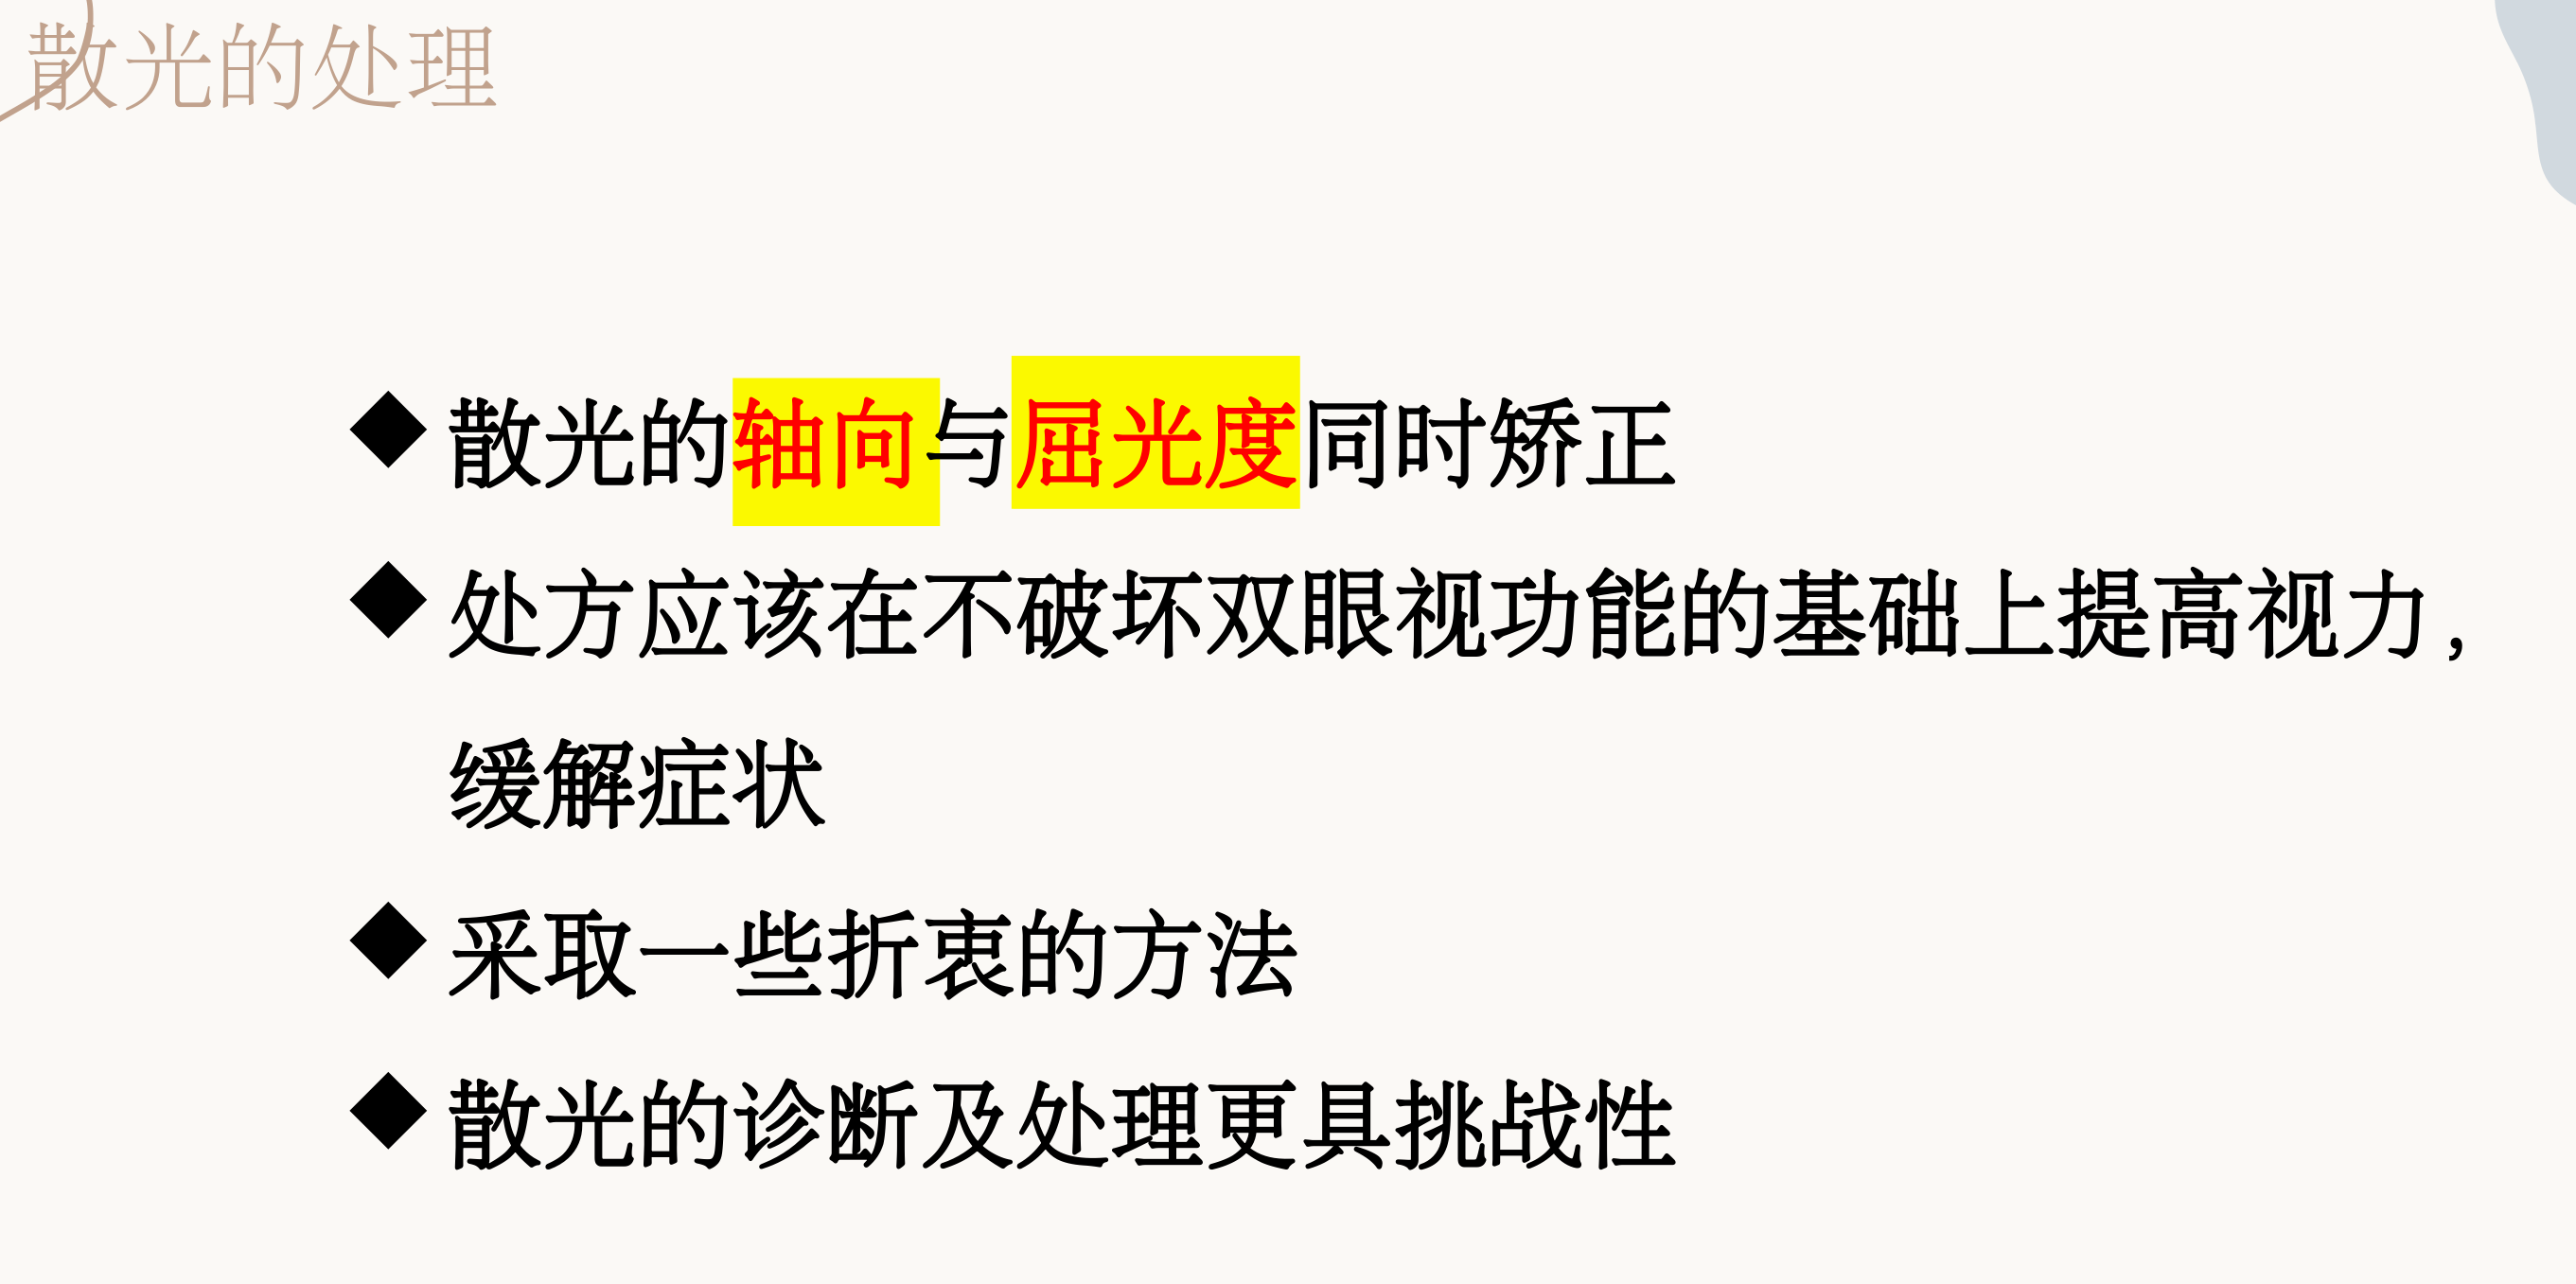 散光的处理
◆散光的轴向与屈光度同时矫正
◆处方应该在不破坏双眼视功能的基础上提高视力，
缓解症状
◆采取一些折衷的方法
◆散光的诊断及处理更具挑战性